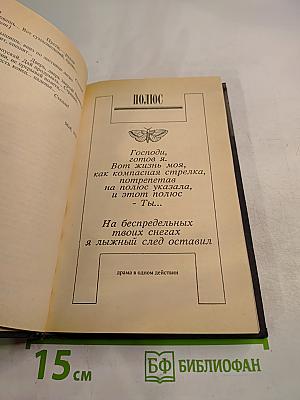 ПОЛЮС
Господи,
готов я.
Вот жизнь моя,
как компасная стрелка,
потрепетав
на полюс указала,
и этот полюс
- Ты...
На беспредельных
твоих снегах
я лыжный след оставил
драма в одном действии
15 см
БФ БИБЛИОФАН